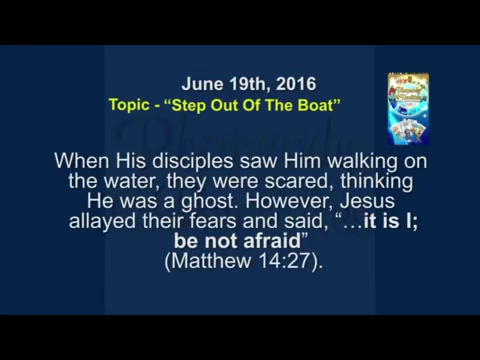 June 19th, 2016
Topic - “Step Out Of The Boat”
When His disciples saw Him walking on
the water, they were scared, thinking
He was a ghost. However, Jesus
allayed their fears and said, “…it is I;
be not afraid”
(Matthew 14:27).